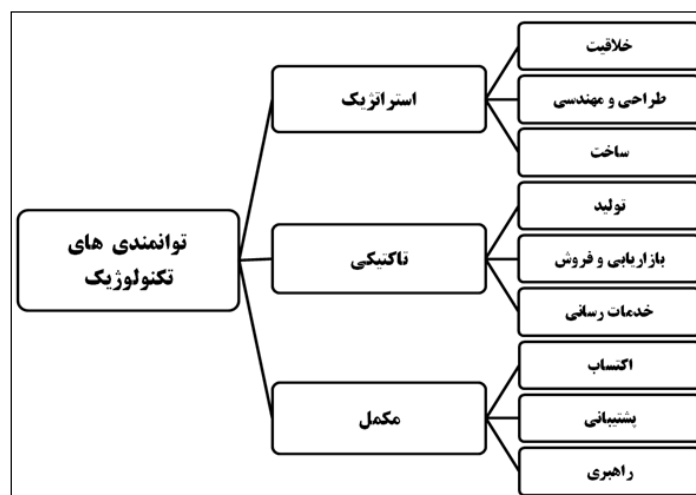 توانمندی های
تکنولوژیک
استراتژیک
خلاقیت
طراحی و مهندسی
ساخت
تاکتیکی
تولید
بازاریابی و فروش
خدمات رسانی
مکمل
اکتساب
پشتیبانی
راهبری